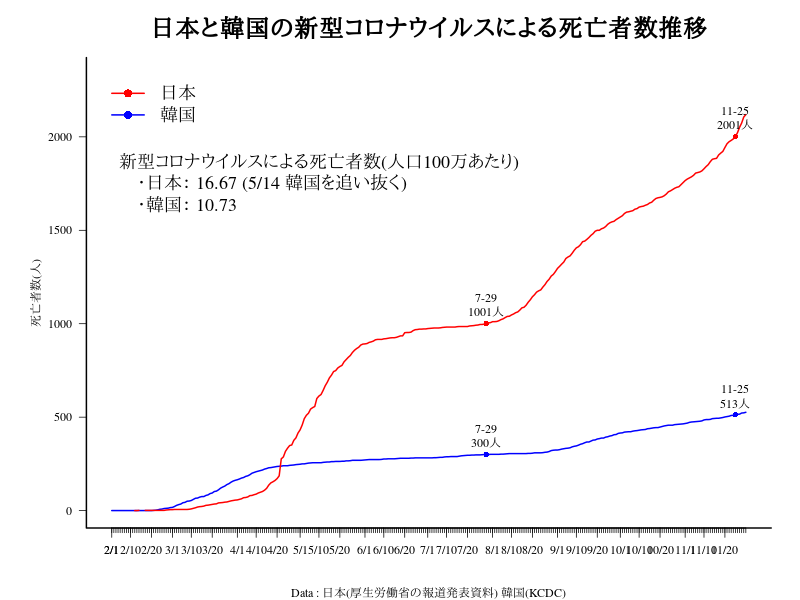 日本と韓国の新型コロナウイルスによる死亡者数推移
日本
韓国
新型コロナウイルスによる死亡者数(人口100万あたり)
・日本: 16.67 (5/14 韓国を追い抜く)
・韓国: 10.73
11-25
2001人
7-29
1001人
11-25
513人
7-29
300人
死亡者数(人)
2000
1500
1000
500
0
2/1 2/10 2/20 3/1 3/10 3/20 4/1 4/10 4/20 5/1 5/10 5/20 6/1 6/10 6/20 7/1 7/10 7/20 8/1 8/10 8/20 9/1 9/10 9/20 10/1 10/10 10/20 11/1 11/10 11/20
Data : 日本(厚生労働省の報道発表資料) 韓国(KCDC)